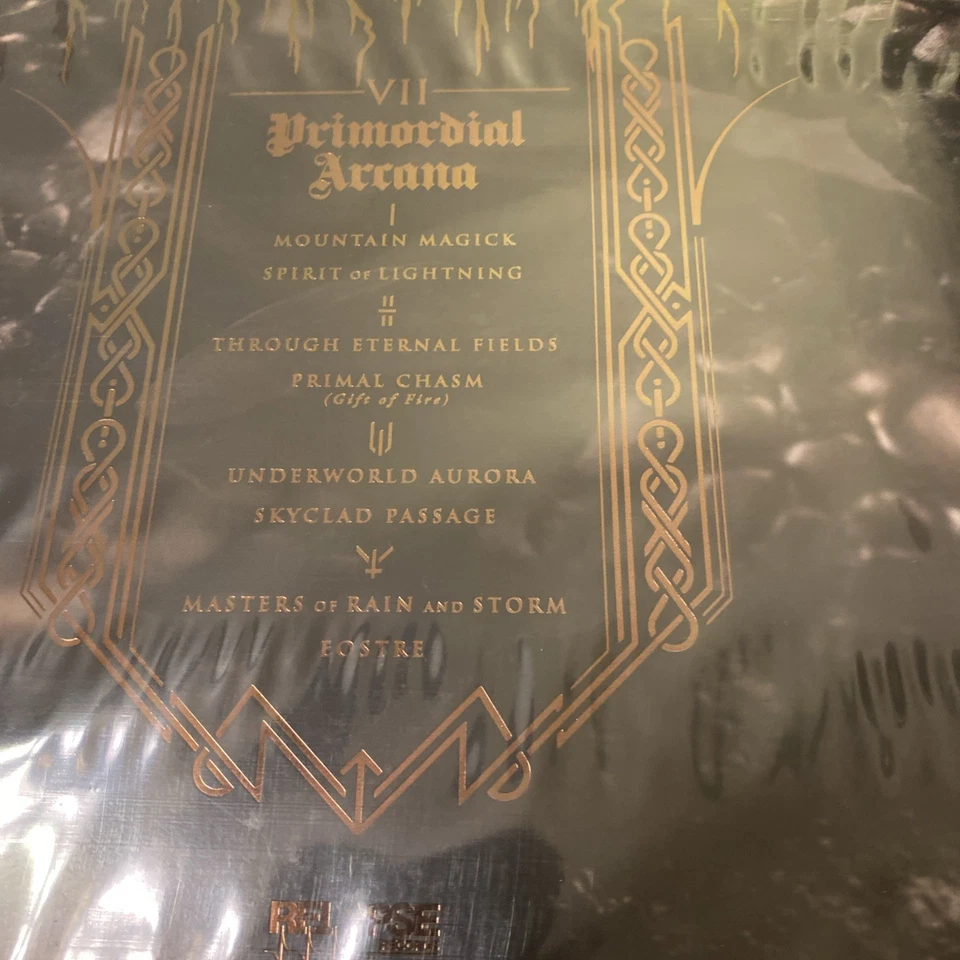 VII
Primordial
Arcana
I
MOUNTAIN MAGICK
SPIRIT OF LIGHTNING
THROUGH ETERNAL FIELDS
PRIMAL CHASM
(Gift of Fire)
UNDERWORLD AURORA
SKYCLAD PASSAGE
MASTERS OF RAIN AND STORM
EOSTRE